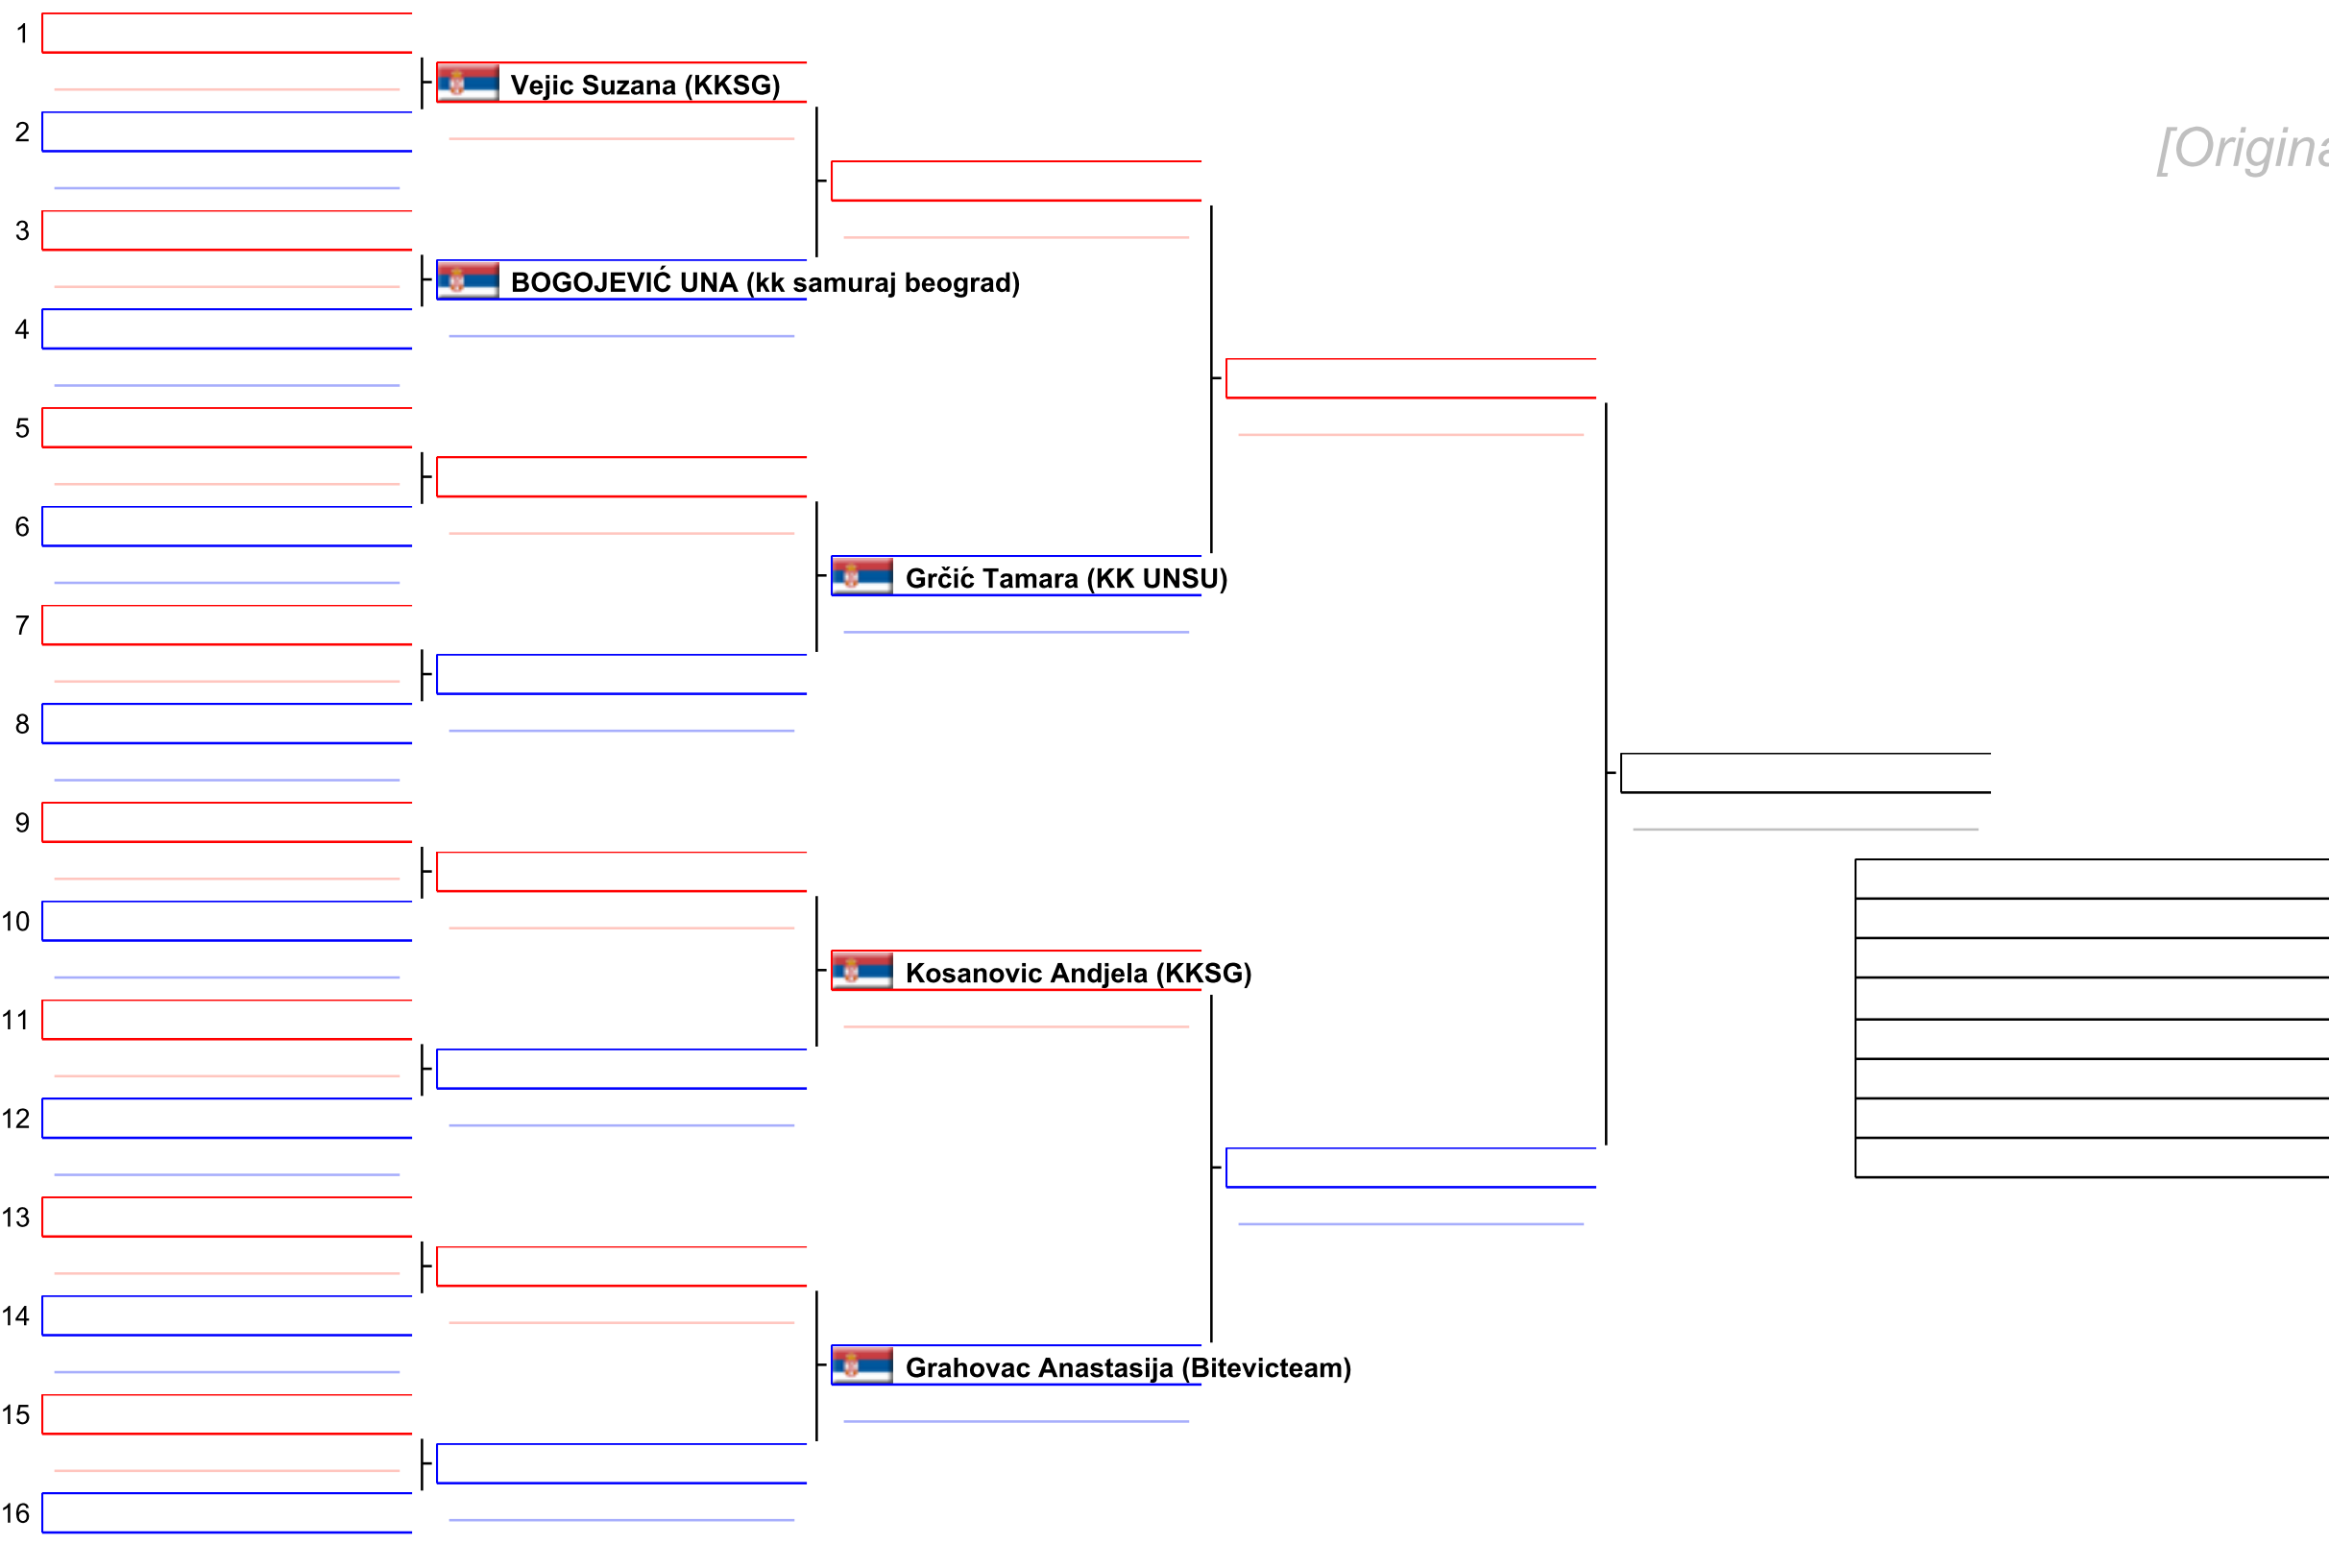 1
Vejic Suzana (KKSG)
2
[Origina
3
BOGOJEVIĆ UNA (kk samuraj beograd)
4
5
6
Grčić Tamara (KK UNSU)
7
8
9
10
Kosanovic Andjela (KKSG)
11
12
13
14
Grahovac Anastasija (Bitevicteam)
15
16